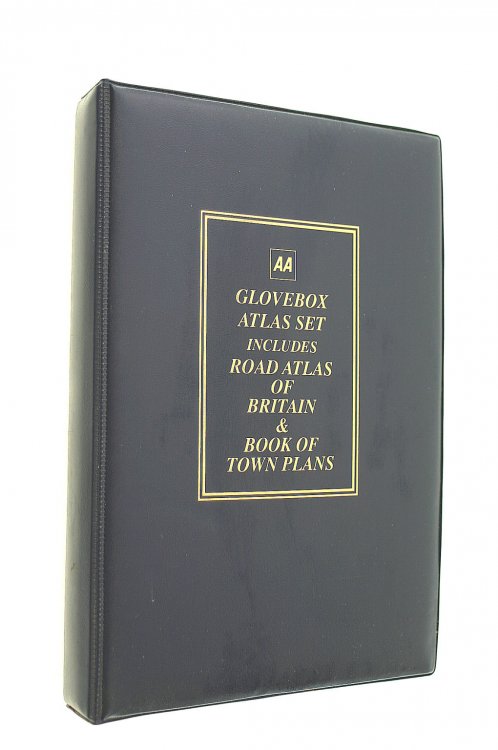 AA
GLOVEBOX
ATLAS SET
INCLUDES
ROAD ATLAS
OF
BRITAIN
&
BOOK OF
TOWN PLANS